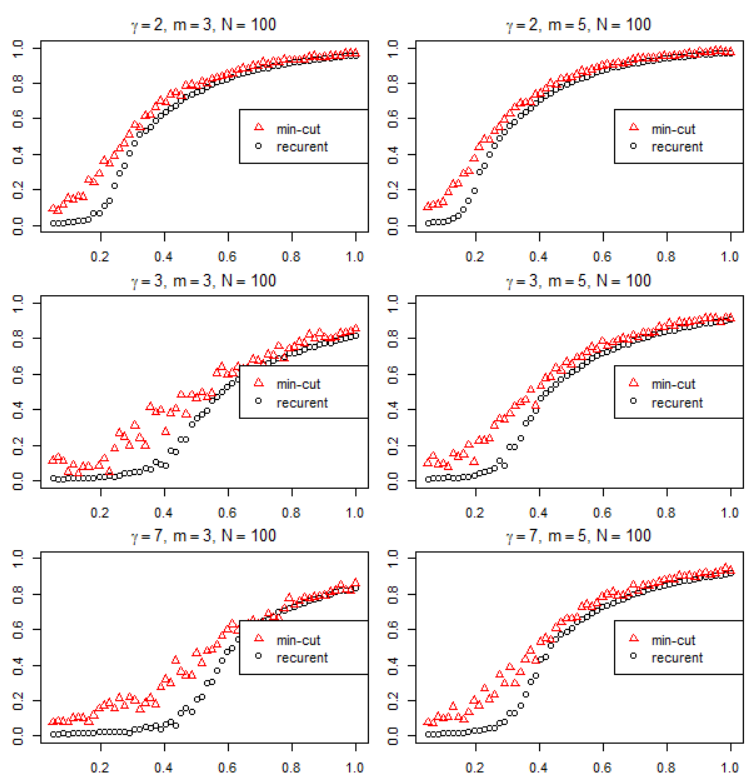 γ = 2, m = 3, N = 100
1.0
0.8
0.6
0.4
0.2
0.0
min-cut
recurent
0.2 0.4 0.6 0.8 1.0
γ = 2, m = 5, N = 100
1.0
0.8
0.6
0.4
0.2
0.0
min-cut
recurent
0.2 0.4 0.6 0.8 1.0
γ = 3, m = 3, N = 100
1.0
0.8
0.6
0.4
0.2
0.0
min-cut
recurent
0.2 0.4 0.6 0.8 1.0
γ = 3, m = 5, N = 100
1.0
0.8
0.6
0.4
0.2
0.0
min-cut
recurent
0.2 0.4 0.6 0.8 1.0
γ = 7, m = 3, N = 100
1.0
0.8
0.6
0.4
0.2
0.0
min-cut
recurent
0.2 0.4 0.6 0.8 1.0
γ = 7, m = 5, N = 100
1.0
0.8
0.6
0.4
0.2
0.0
min-cut
recurent
0.2 0.4 0.6 0.8 1.0